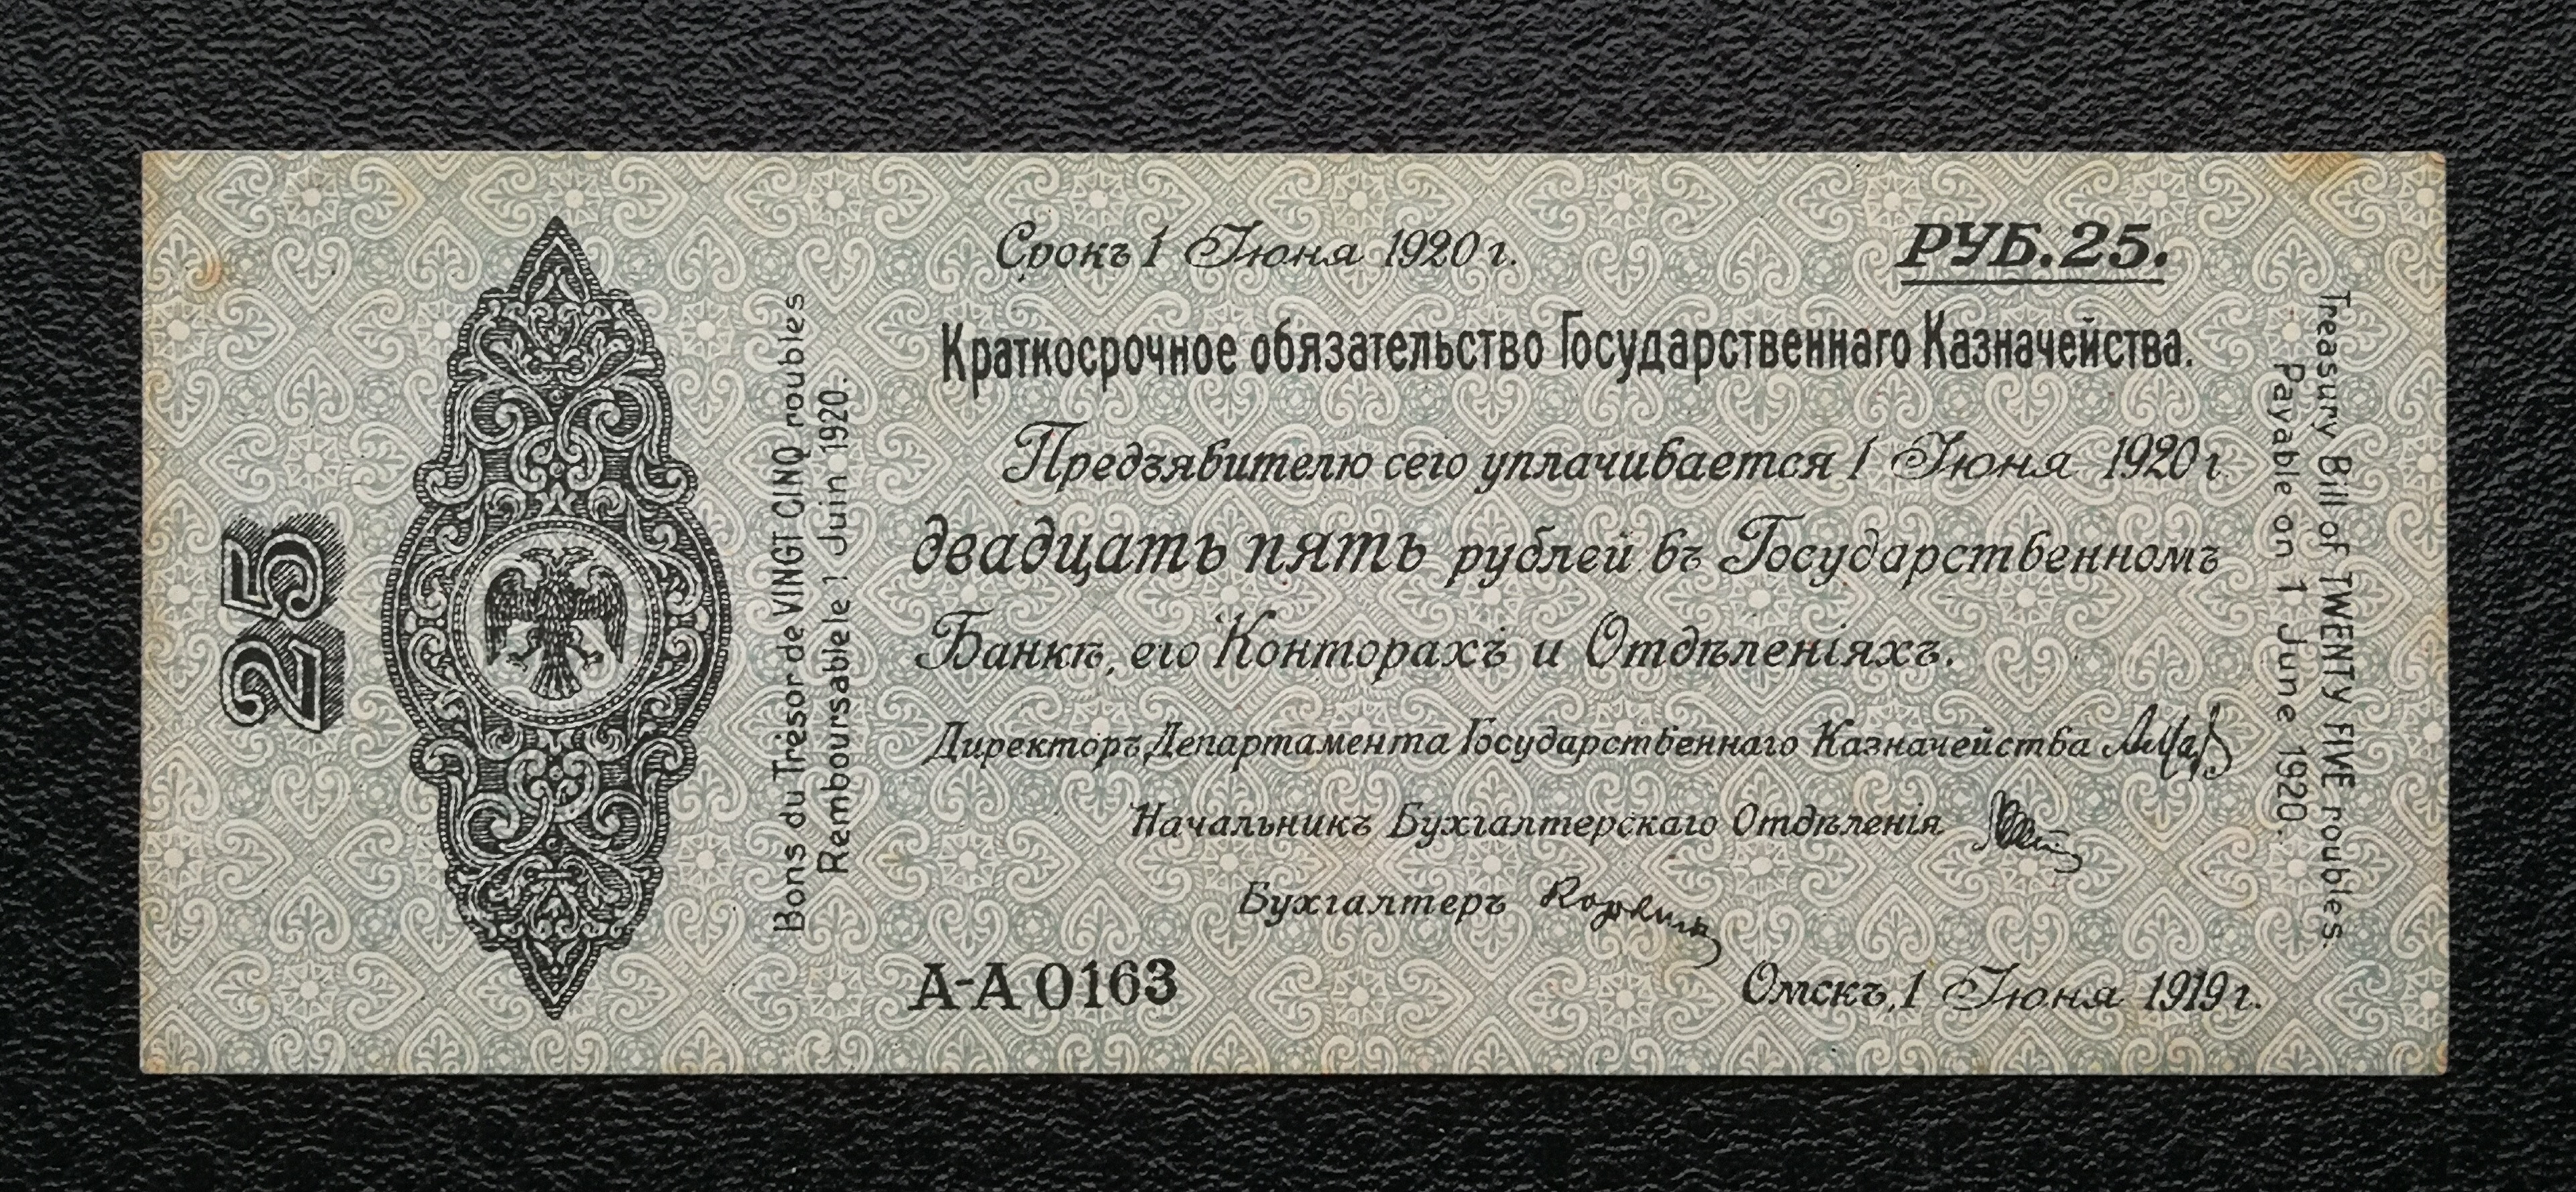 25
Bons du Trésor de VINGT CINQ roubles
Remboursable le 1 Juin 1920.
Срокъ 1 Іюня 1920 г.
РУБ. 25.
Краткосрочное обязательство Государственнаго Казначейства.
Предъявителю сего уплачивается 1 Іюня 1920 г.
двадцать пять рублей въ Государственномъ
Банкѣ, его Конторахъ и Отдѣленіяхъ.
Директоръ Департамента Государственнаго Казначейства
Начальникъ Бухгалтерскаго Отдѣленія
Бухгалтеръ
А-А 0163
Омскъ, 1 Іюня 1919 г.
Treasury Bill of TWENTY FIVE roubles.
Payable on 1 June 1920.